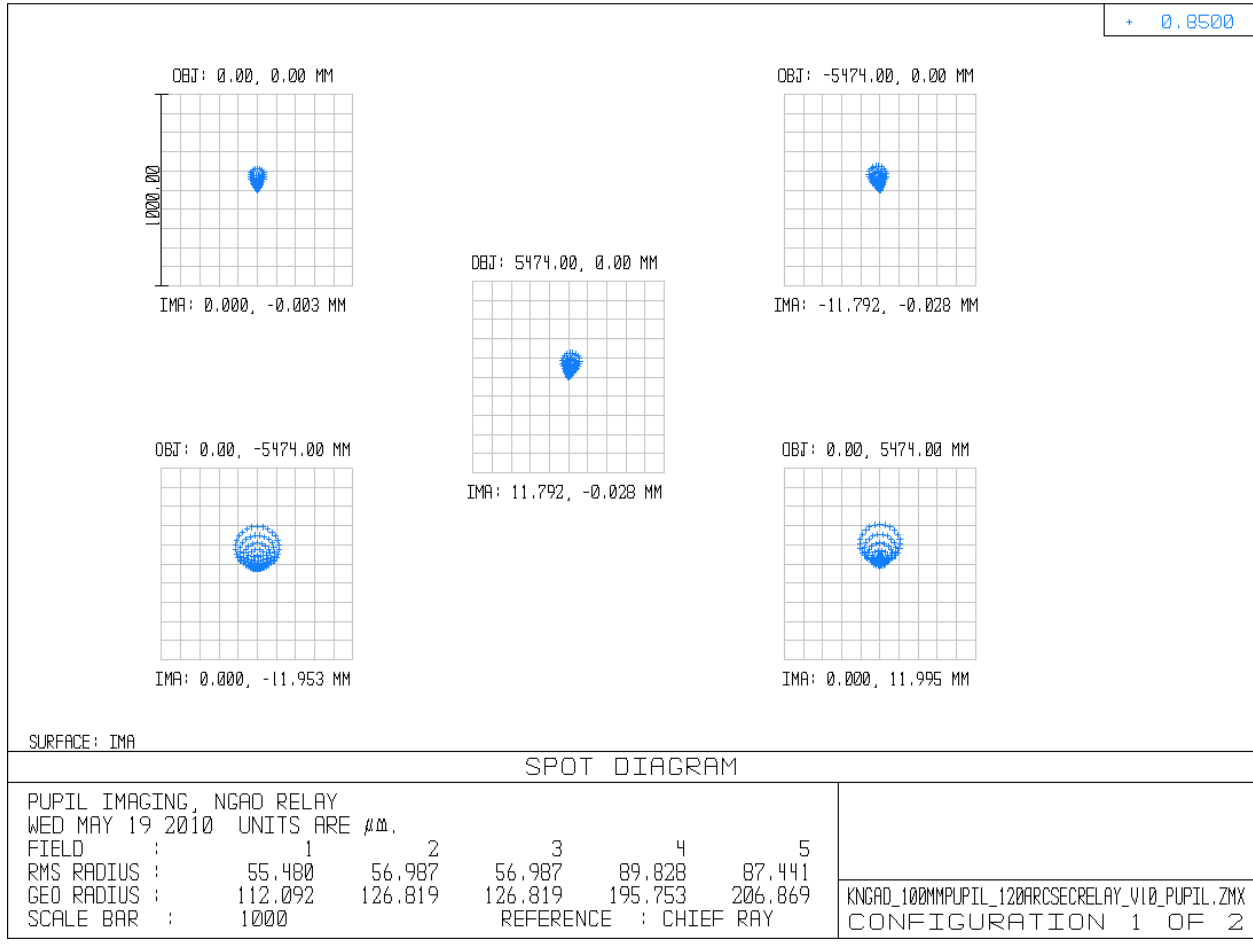 + 0.8500
OBJ: 0.00, 0.00 MM
OBJ: -5474.00, 0.00 MM
1000.00
OBJ: 5474.00, 0.00 MM
IMA: 0.000, -0.003 MM
IMA: -11.792, -0.028 MM
OBJ: 0.00, -5474.00 MM
OBJ: 0.00, 5474.00 MM
IMA: 11.792, -0.028 MM
IMA: 0.000, -11.953 MM
IMA: 0.000, 11.995 MM
SURFACE: IMA
SPOT DIAGRAM
PUPIL IMAGING, NGAO RELAY
WED MAY 19 2010 UNITS ARE µm.
FIELD : 1 2 3 4 5
RMS RADIUS : 55.480 56.987 56.987 89.828 87.441
GEO RADIUS : 112.092 126.819 126.819 195.753 206.869
SCALE BAR : 1000 REFERENCE : CHIEF RAY
KNGAO_100MMPUPIL_120ARCSECRELAY_V10_PUPIL.ZMX
CONFIGURATION 1 OF 2